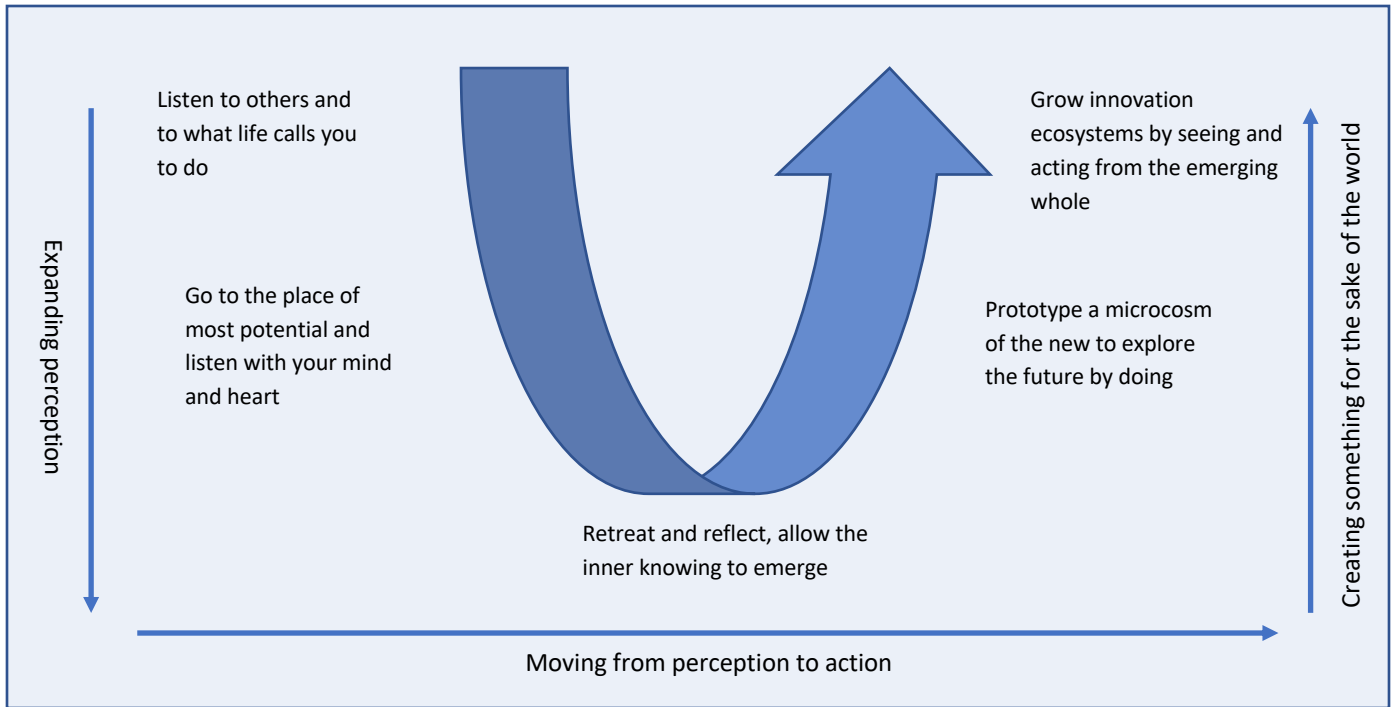 Listen to others and
to what life calls you
to do
Go to the place of
most potential and
listen with your mind
and heart
Retreat and reflect, allow the
inner knowing to emerge
Prototype a microcosm
of the new to explore
the future by doing
Grow innovation
ecosystems by seeing and
acting from the emerging
whole
Expanding perception
Moving from perception to action
Creating something for the sake of the world